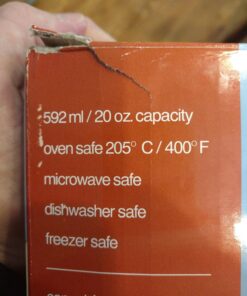 592 ml / 20 oz. capacity
oven safe 205° C / 400° F
microwave safe
dishwasher safe
freezer safe